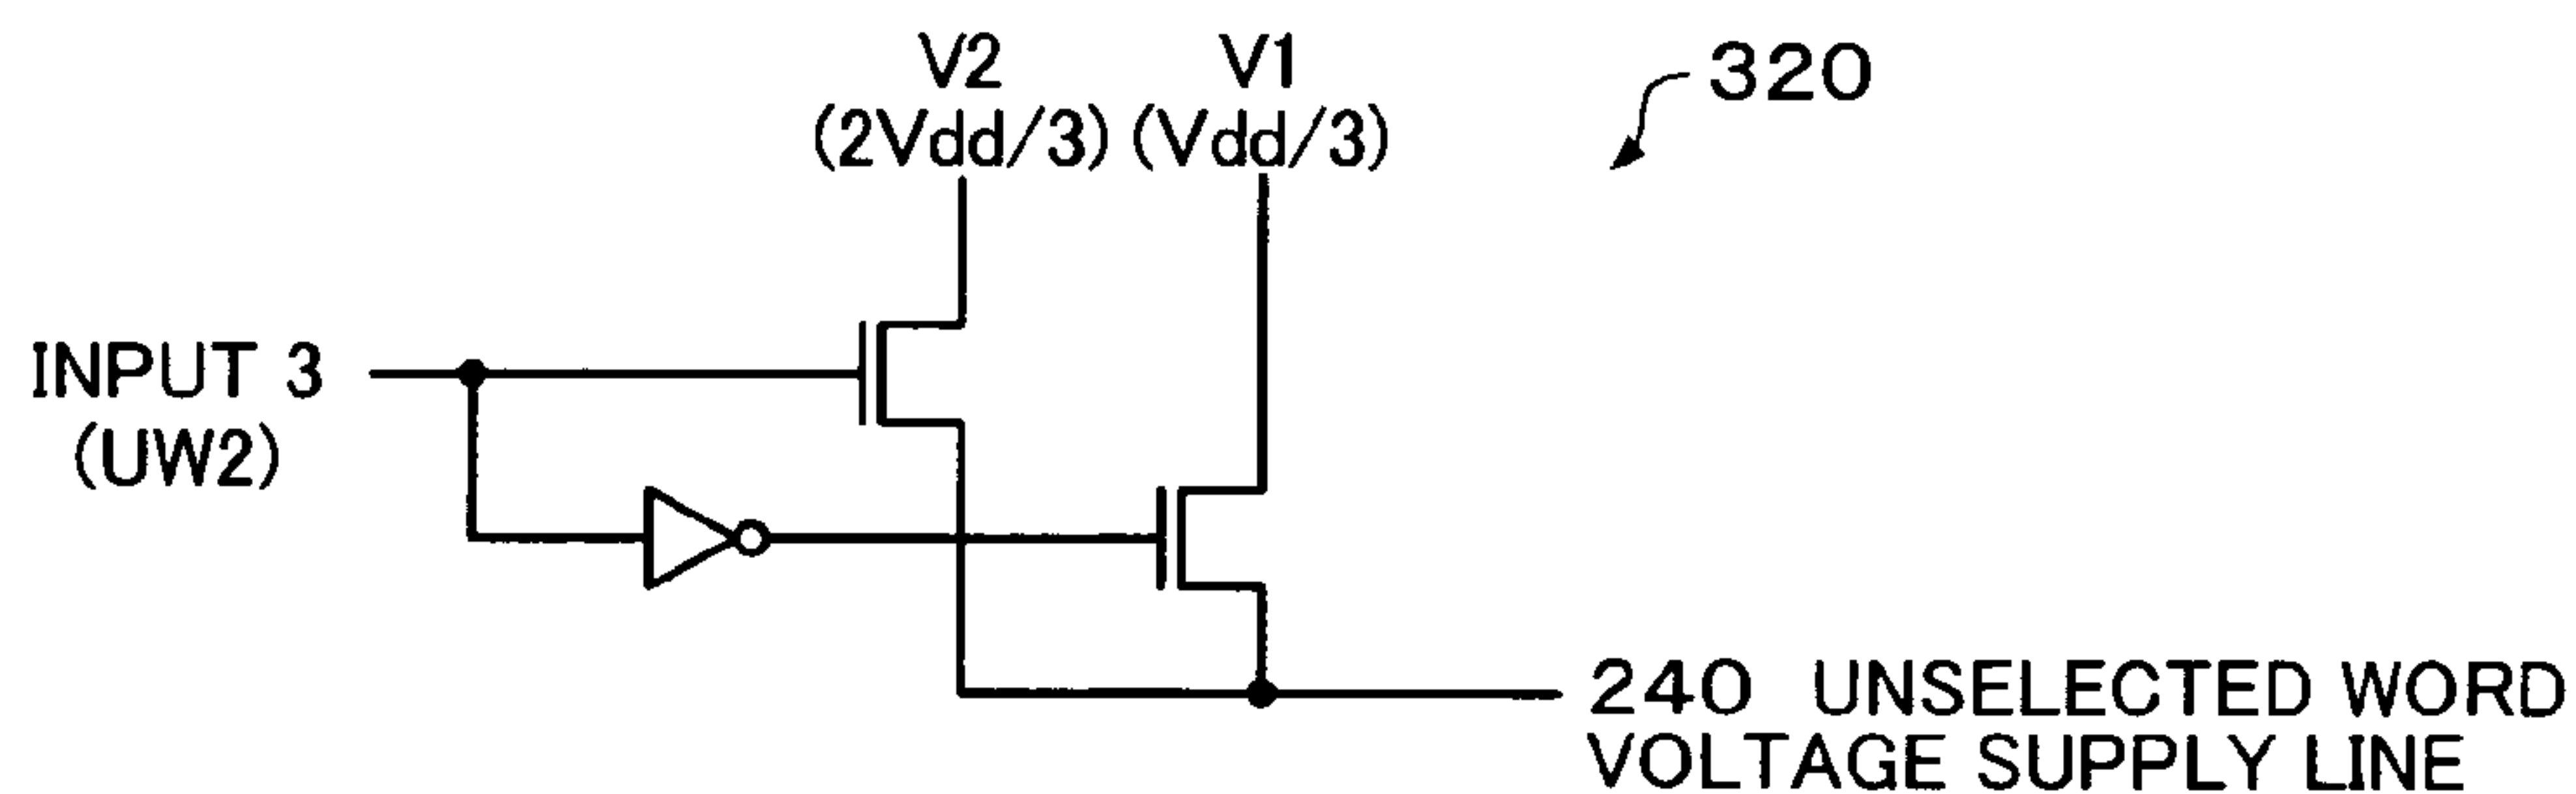 V2 V1 320
(2Vdd/3) (Vdd/3)
INPUT 3
(UW2)
240 UNSELECTED WORD
VOLTAGE SUPPLY LINE